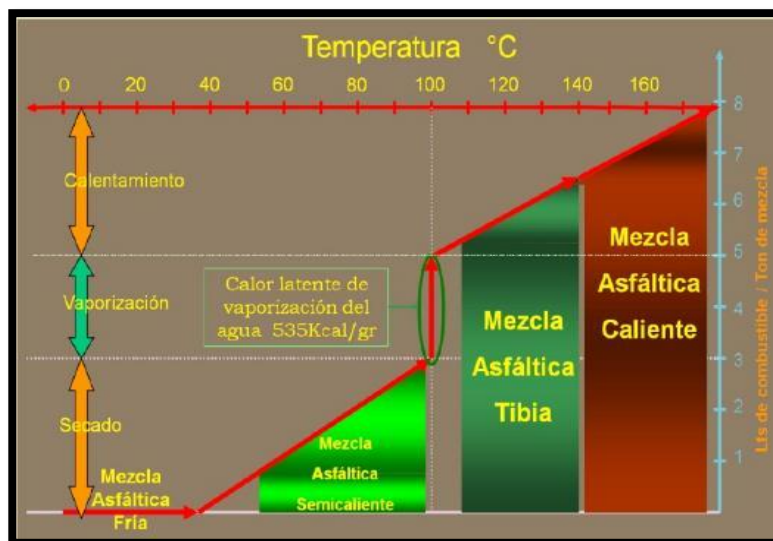 Temperatura °C
0 20 40 60 80 100 120 140 160
8
Calentamiento
7
6
Mezcla
Asfáltica
Caliente
5
Vaporización
Calor latente de
vaporización del
agua 535Kcal/gr
4
Mezcla
Asfáltica
Tibia
3
Secado
2
Mezcla
Asfáltica
Semicaliente
1
Mezcla
Asfáltica
Fría
Lts de combustible / Ton de mezcla